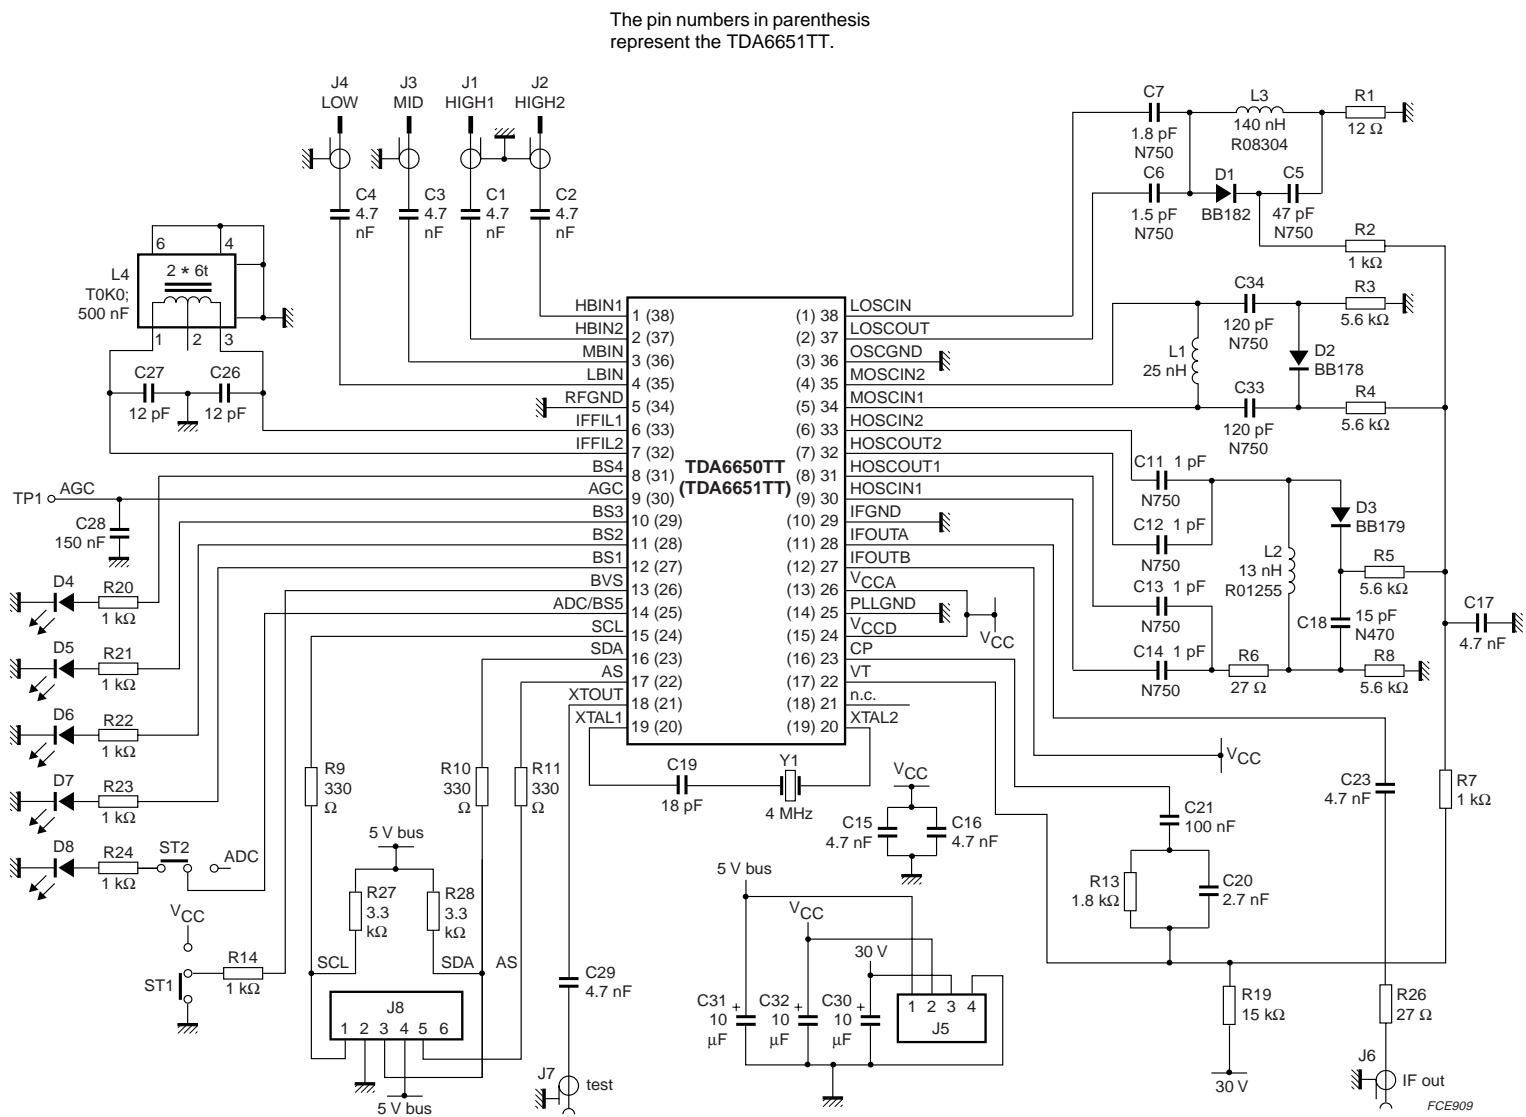 The pin numbers in parenthesis
represent the TDA6651TT.
J4
LOW
J3
MID
J1
HIGH1
J2
HIGH2
C4
4.7
nF
C3
4.7
nF
C1
4.7
nF
C2
4.7
nF
6
4
L4
T0K0;
500 nF
2 * 6t
1
2
3
C27
12 pF
C26
12 pF
TP1
AGC
C28
150 nF
HBIN1
1 (38)
HBIN2
2 (37)
MBIN
3 (36)
LBIN
4 (35)
RFGND
5 (34)
IFFIL1
6 (33)
IFFIL2
7 (32)
BS4
8 (31)
AGC
9 (30)
BS3
10 (29)
BS2
11 (28)
BS1
12 (27)
BVS
13 (26)
ADC/BS5
14 (25)
SCL
15 (24)
SDA
16 (23)
AS
17 (22)
XTOUT
18 (21)
XTAL1
19 (20)
TDA6650TT
(TDA6651TT)
LOSCIN
(1) 38
LOSCOUT
(2) 37
OSCGND
(3) 36
MOSCIN2
(4) 35
MOSCIN1
(5) 34
HOSCIN2
(6) 33
HOSCOUT2
(7) 32
HOSCOUT1
(8) 31
HOSCIN1
(9) 30
IFGND
(10) 29
IFOUTA
(11) 28
IFOUTB
(12) 27
VCCA
(13) 26
PLLGND
(14) 25
VCCD
(15) 24
CP
(16) 23
VT
(17) 22
n.c.
(18) 21
XTAL2
(19) 20
VCC
C7
1.8 pF
N750
L3
140 nH
R08304
R1
12 Ω
C6
1.5 pF
N750
D1
BB182
C5
47 pF
N750
R2
1 kΩ
C34
120 pF
N750
R3
5.6 kΩ
L1
25 nH
D2
BB178
C33
120 pF
N750
R4
5.6 kΩ
C11 1 pF
N750
C12 1 pF
N750
C13 1 pF
N750
C14 1 pF
N750
D3
BB179
L2
13 nH
R01255
R5
5.6 kΩ
C18
15 pF
N470
R6
27 Ω
R8
5.6 kΩ
C17
4.7 nF
VCC
C23
4.7 nF
R7
1 kΩ
C21
100 nF
R13
1.8 kΩ
C20
2.7 nF
R19
15 kΩ
30 V
R26
27 Ω
J6
IF out
D4
R20
1 kΩ
D5
R21
1 kΩ
D6
R22
1 kΩ
D7
R23
1 kΩ
D8
R24
1 kΩ
ST2
ADC
VCC
ST1
R14
1 kΩ
R9
330
Ω
R10
330
Ω
R11
330
Ω
5 V bus
R27
3.3
kΩ
R28
3.3
kΩ
SCL
SDA
AS
J8
1 2 3 4 5 6
5 V bus
C29
4.7 nF
J7
test
C19
18 pF
Y1
4 MHz
VCC
C15
4.7 nF
C16
4.7 nF
5 V bus
VCC
30 V
C31
10
µF
+
C32
10
µF
+
C30
10
µF
+
1 2 3 4
J5
FCE909